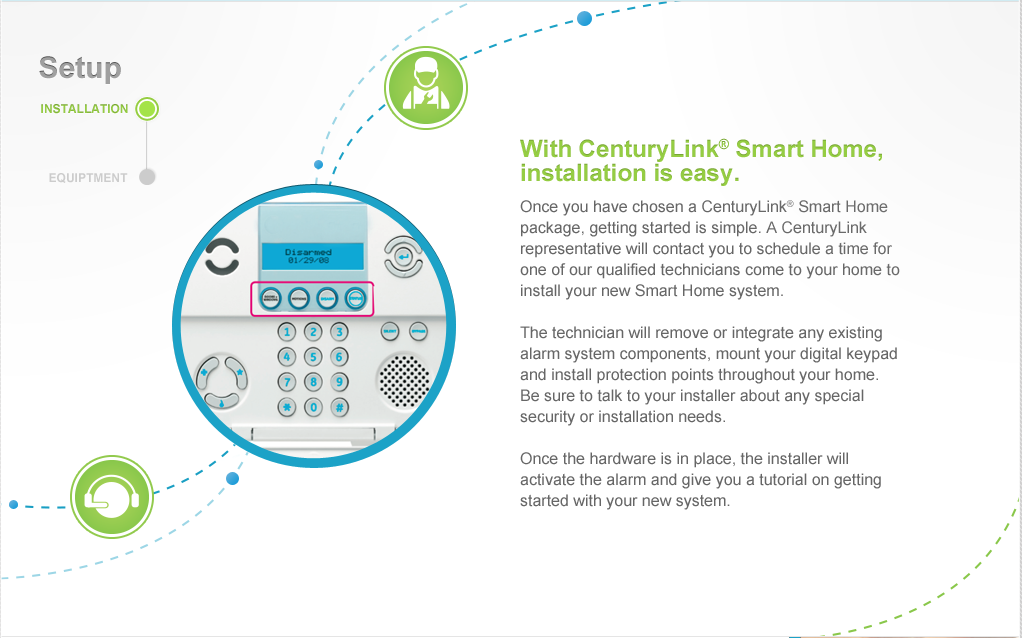 Setup
INSTALLATION
EQUIPTMENT
Disarmed
01/29/08
1 2 3
4 5 6
7 8 9
* 0 #
With CenturyLink® Smart Home,
installation is easy.
Once you have chosen a CenturyLink® Smart Home
package, getting started is simple. A CenturyLink
representative will contact you to schedule a time for
one of our qualified technicians come to your home to
install your new Smart Home system.
The technician will remove or integrate any existing
alarm system components, mount your digital keypad
and install protection points throughout your home.
Be sure to talk to your installer about any special
security or installation needs.
Once the hardware is in place, the installer will
activate the alarm and give you a tutorial on getting
started with your new system.